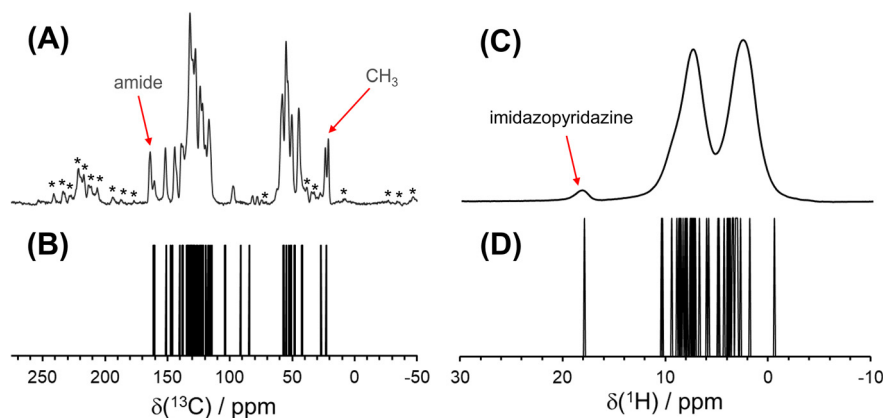 (A)
amide
CH₃
* * * * * * * * * * * * * * * * *
(B)
250 200 150 100 50 0 -50
δ(¹³C) / ppm
(C)
imidazopyridazine
(D)
30 20 10 0 -10
δ(¹H) / ppm